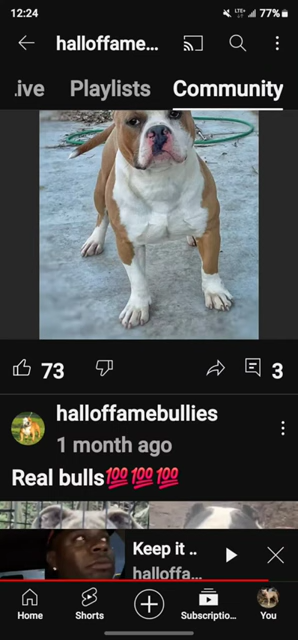 12:24
LTE+
77%
halloffame...
.ive Playlists Community
73
3
halloffamebullies
1 month ago
Real bulls💯💯💯
Keep it ..
halloffa...
Home Shorts Subscriptio... You